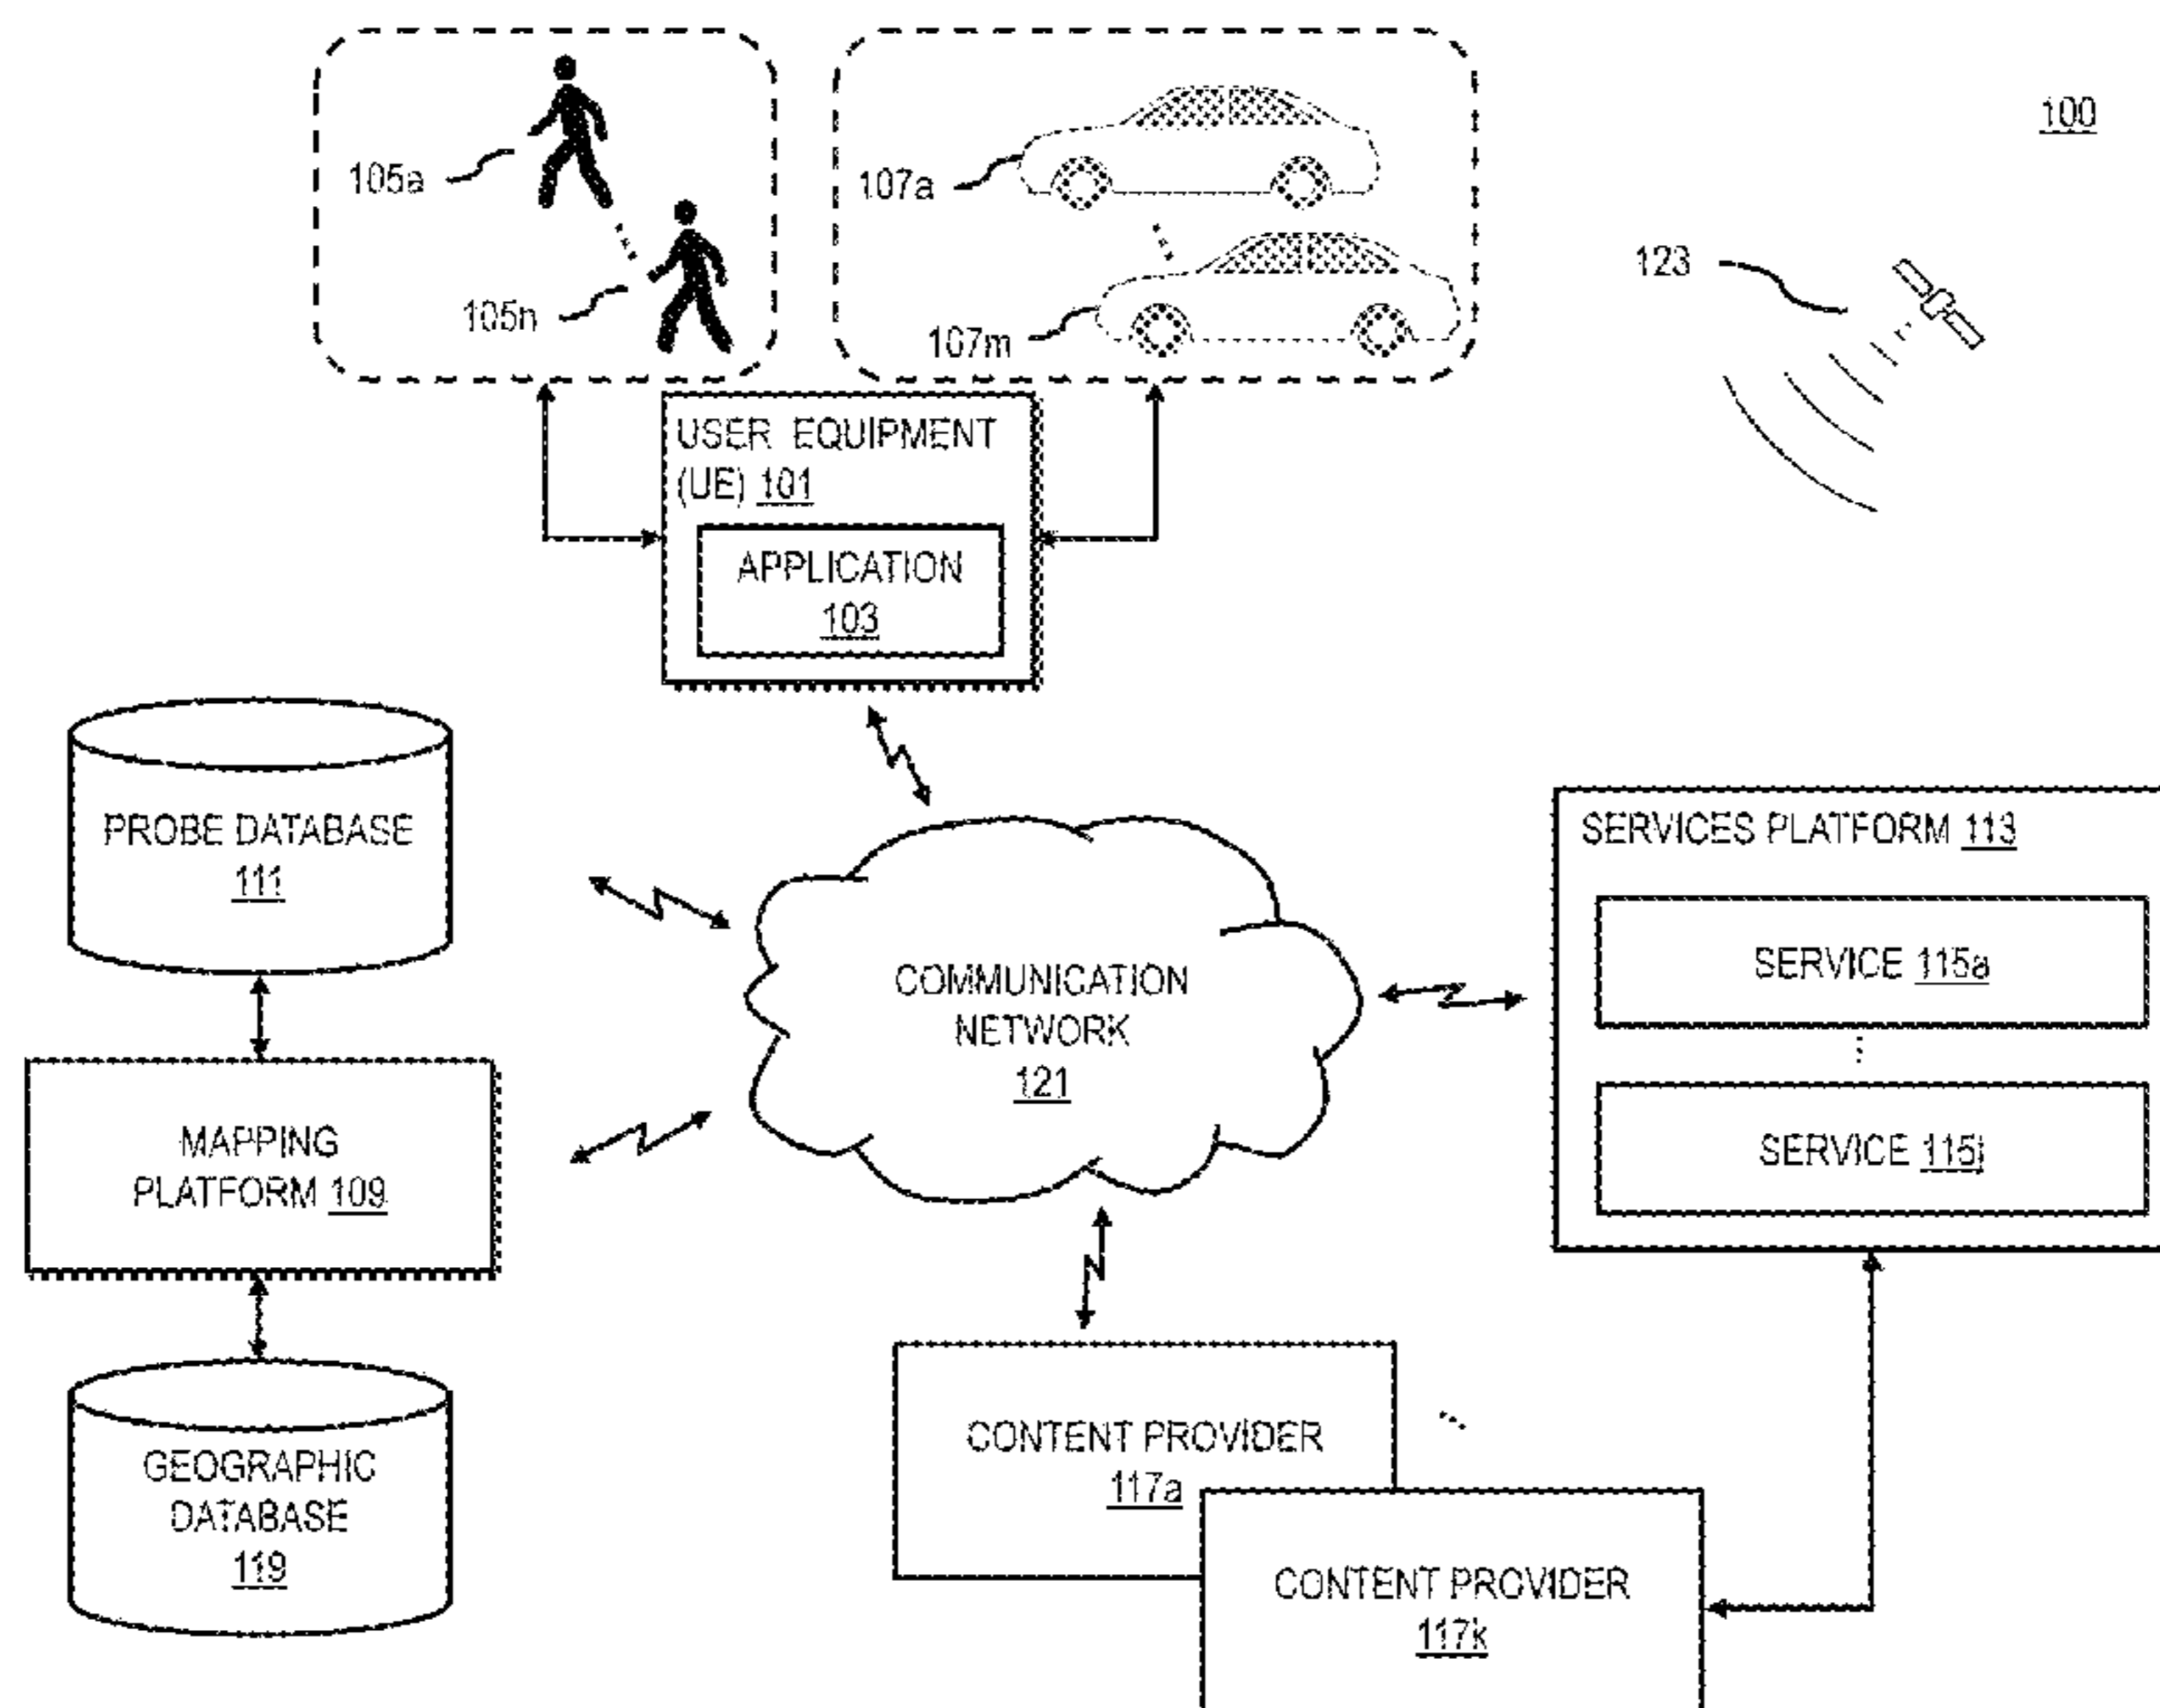 100
105a
105n
107a
107m
123
USER EQUIPMENT
(UE) 101
APPLICATION
103
PROBE DATABASE
111
MAPPING
PLATFORM 109
GEOGRAPHIC
DATABASE
119
COMMUNICATION
NETWORK
121
SERVICES PLATFORM 113
SERVICE 115a
SERVICE 115j
CONTENT PROVIDER
117a
CONTENT PROVIDER
117k